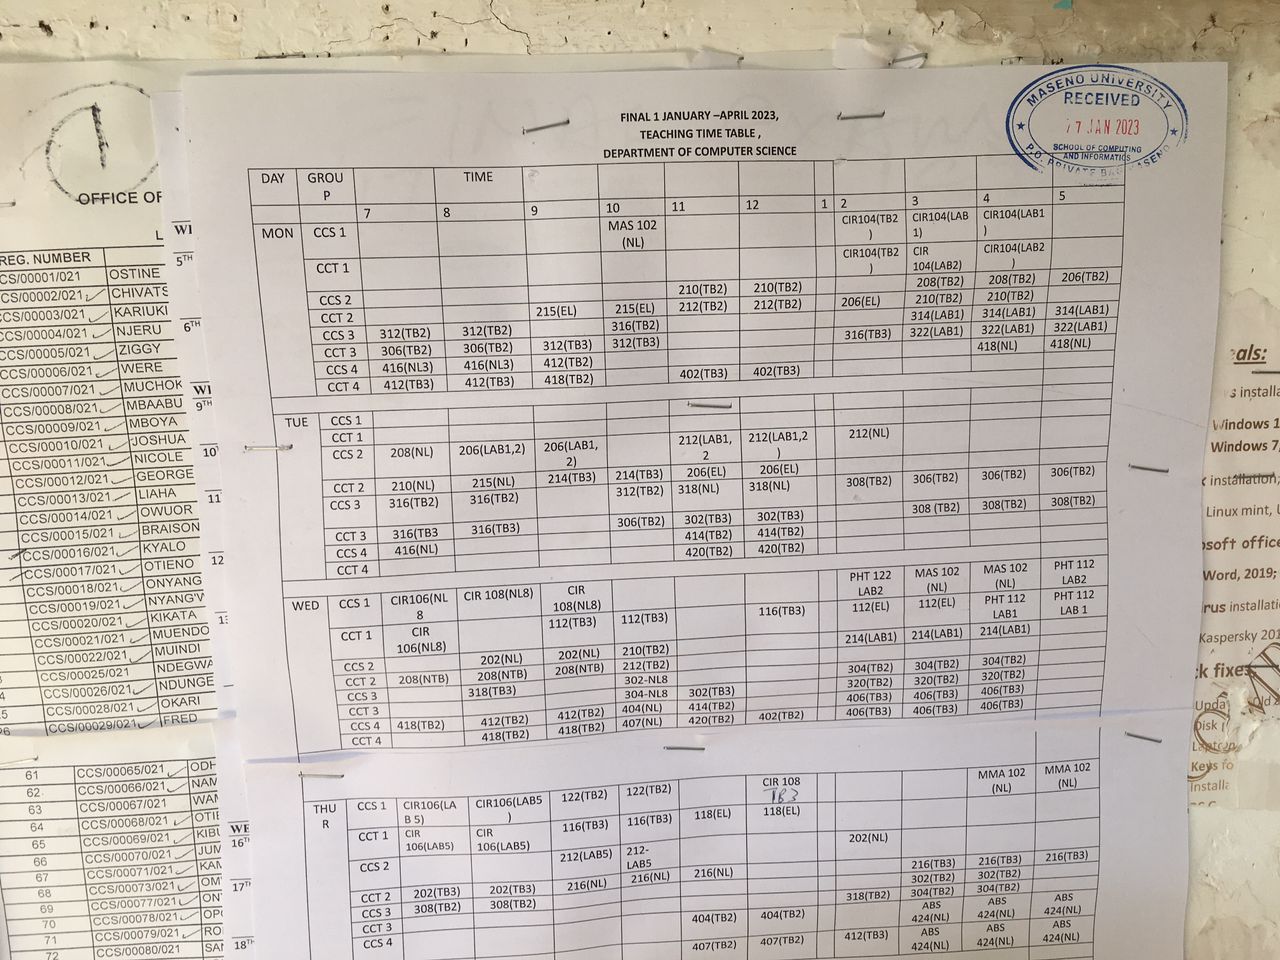 FINAL 1 JANUARY –APRIL 2023,
TEACHING TIME TABLE ,
DEPARTMENT OF COMPUTER SCIENCE
MASENO UNIVERSITY
RECEIVED
17 JAN 2023
SCHOOL OF COMPUTING
AND INFORMATICS
P.O. PRIVATE BAG MASENO
DAY GROU
P TIME
7 8 9 10 11 12 1 2 3 4 5
MON CCS 1 MAS 102
(NL) CIR104(TB2
) CIR104(LAB
1) CIR104(LAB1
)
CCT 1 CIR104(TB2
) CIR
104(LAB2) CIR104(LAB2
)
CCS 2 210(TB2) 210(TB2) 208(TB2) 208(TB2) 206(TB2)
CCT 2 215(EL) 215(EL) 212(TB2) 212(TB2) 206(EL) 210(TB2) 210(TB2)
CCS 3 312(TB2) 312(TB2) 316(TB2) 314(LAB1) 314(LAB1) 314(LAB1)
CCT 3 306(TB2) 306(TB2) 312(TB3) 312(TB3) 316(TB3) 322(LAB1) 322(LAB1) 322(LAB1)
CCS 4 416(NL3) 416(NL3) 412(TB2) 418(NL) 418(NL)
CCT 4 412(TB3) 412(TB3) 418(TB2) 402(TB3) 402(TB3)
TUE CCS 1
CCT 1
CCS 2 208(NL) 206(LAB1,2) 206(LAB1,
2) 212(LAB1,
2 212(LAB1,2
) 212(NL)
CCT 2 210(NL) 215(NL) 214(TB3) 214(TB3) 206(EL) 206(EL)
CCS 3 316(TB2) 316(TB2) 312(TB2) 318(NL) 318(NL) 308(TB2) 306(TB2) 306(TB2) 306(TB2)
CCT 3 316(TB3 316(TB3) 306(TB2) 302(TB3) 302(TB3) 308 (TB2) 308(TB2) 308(TB2)
CCS 4 416(NL) 414(TB2) 414(TB2)
CCT 4 420(TB2) 420(TB2)
WED CCS 1 CIR106(NL
8 CIR 108(NL8) CIR
108(NL8) PHT 122
LAB2 MAS 102
(NL) MAS 102
(NL) PHT 112
LAB2
CCT 1 CIR
106(NL8) 112(TB3) 112(TB3) 116(TB3) 112(EL) 112(EL) PHT 112
LAB1 PHT 112
LAB 1
CCS 2 202(NL) 202(NL) 210(TB2) 214(LAB1) 214(LAB1) 214(LAB1)
CCT 2 208(NTB) 208(NTB) 208(NTB) 212(TB2)
CCS 3 318(TB3) 302-NL8 304(TB2) 304(TB2) 304(TB2)
CCT 3 304-NL8 302(TB3) 320(TB2) 320(TB2) 320(TB2)
CCS 4 418(TB2) 412(TB2) 412(TB2) 404(NL) 414(TB2) 406(TB3) 406(TB3) 406(TB3)
CCT 4 418(TB2) 418(TB2) 407(NL) 420(TB2) 402(TB2) 406(TB3) 406(TB3) 406(TB3)
THU
R CCS 1 CIR106(LA
B 5) CIR106(LAB5
) 122(TB2) 122(TB2) CIR 108
TB3 MMA 102
(NL) MMA 102
(NL)
CCT 1 CIR
106(LAB5) CIR
106(LAB5) 116(TB3) 116(TB3) 118(EL) 118(EL)
CCS 2 212(LAB5) 212-
LAB5 202(NL)
CCT 2 202(TB3) 202(TB3) 216(NL) 216(NL) 216(NL) 216(TB3) 216(TB3) 216(TB3)
CCS 3 308(TB2) 308(TB2) 318(TB2) 302(TB2) 302(TB2)
CCT 3 304(TB2) 304(TB2)
CCS 4 404(TB2) 404(TB2) ABS
424(NL) ABS
424(NL) ABS
424(NL)
407(TB2) 407(TB2) 412(TB3) ABS
424(NL) ABS
424(NL) ABS
424(NL)
1
OFFICE OF
REG. NUMBER
CCS/00001/021 OSTINE
CCS/00002/021
CCS/00003/021 KARIUKI
CCS/00004/021 NJERU
CCS/00005/021 ZIGGY
CCS/00006/021 WERE
CCS/00007/021 MUCHOK
CCS/00008/021 MBAABU
CCS/00009/021 MBOYA
CCS/00010/021 JOSHUA
CCS/00011/021 NICOLE
CCS/00012/021 GEORGE
CCS/00013/021 LIAHA
CCS/00014/021 OWUOR
CCS/00015/021 BRAISON
CCS/00016/021 KYALO
CCS/00017/021 OTIENO
CCS/00018/021 ONYANG
CCS/00019/021
CCS/00020/021 KIKATA
CCS/00021/021 MUENDO
CCS/00022/021 MUINDI
CCS/00025/021 NDEGWA
CCS/00026/021 NDUNGE
CCS/00028/021 OKARI
CCS/00029/021 FRED
61 CCS/00065/021
62. CCS/00066/021 NAM
63 CCS/00067/021
64 CCS/00068/021
65 CCS/00069/021
66 CCS/00070/021
67 CCS/00071/021
68 CCS/00073/021
69 CCS/00077/021
70 CCS/00078/021
71 CCS/00079/021
72 CCS/00080/021
5TH
6TH
9TH
10
11
12
16TH
17TH
18TH
als:
s installa
Windows 1
Windows 7,
installation;
Linux mint,
osoft office
Word, 2019;
rus installati
Kaspersky 201
k fixes
Disk
Laptop
Keys fo